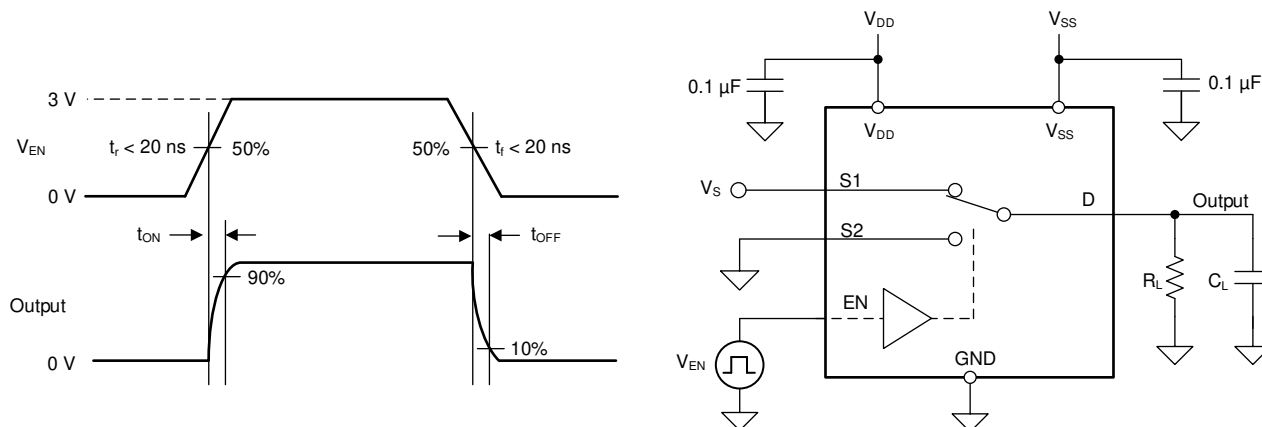 3 V
V_EN
t_r < 20 ns
50%
50%
t_f < 20 ns
0 V
t_ON
t_OFF
90%
Output
10%
0 V
V_DD
V_SS
0.1 µF
0.1 µF
V_DD
V_SS
V_S
S1
D
Output
S2
R_L
C_L
EN
V_EN
GND